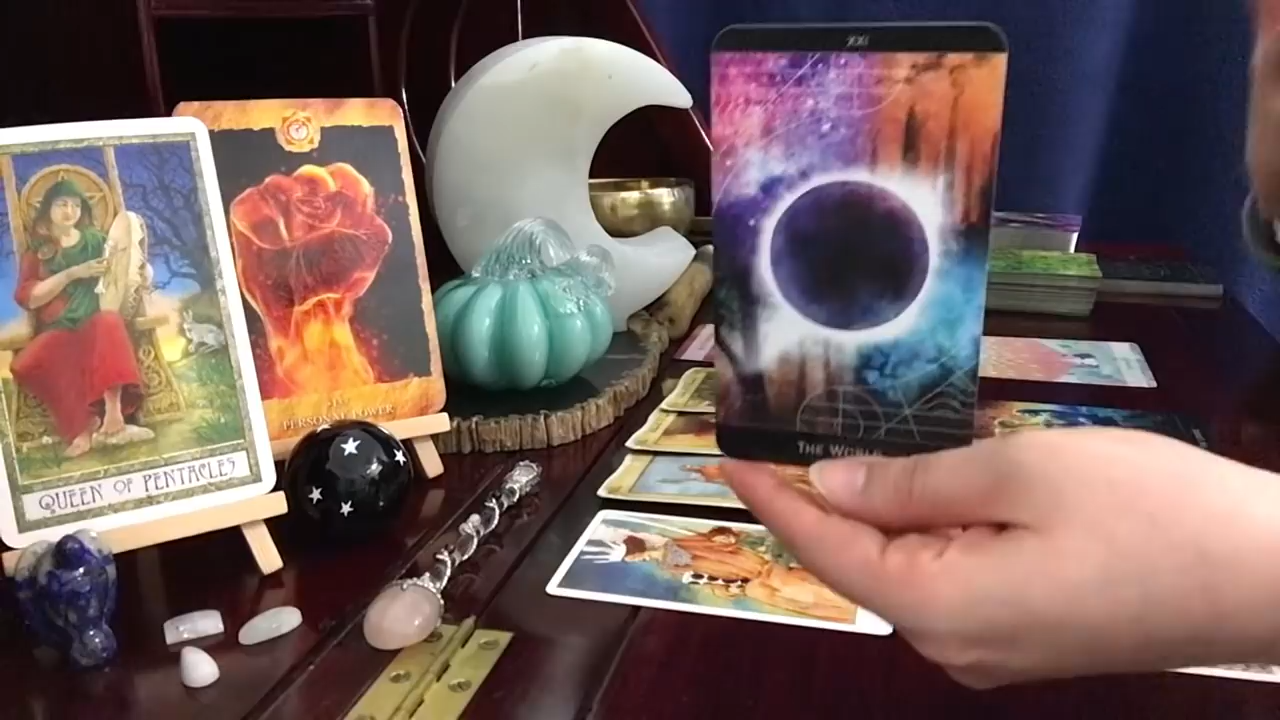 QUEEN OF PENTACLES
PERSONAL POWER
XXI
THE WORLD